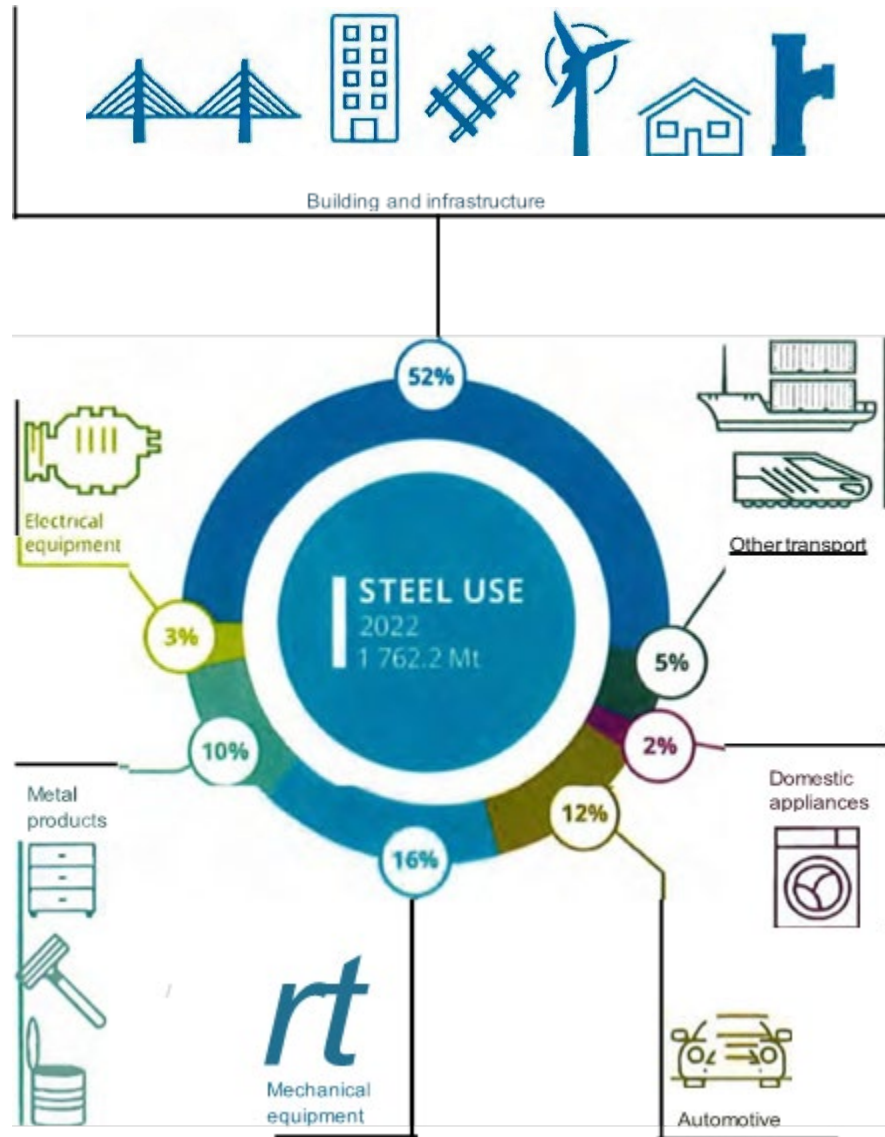 Building and infrastructure
52%
Electrical
equipment
Other transport
STEEL USE
2022
1 762.2 Mt
3%
5%
10%
2%
Metal
products
Domestic
appliances
12%
16%
rt
Mechanical
equipment
Automotive